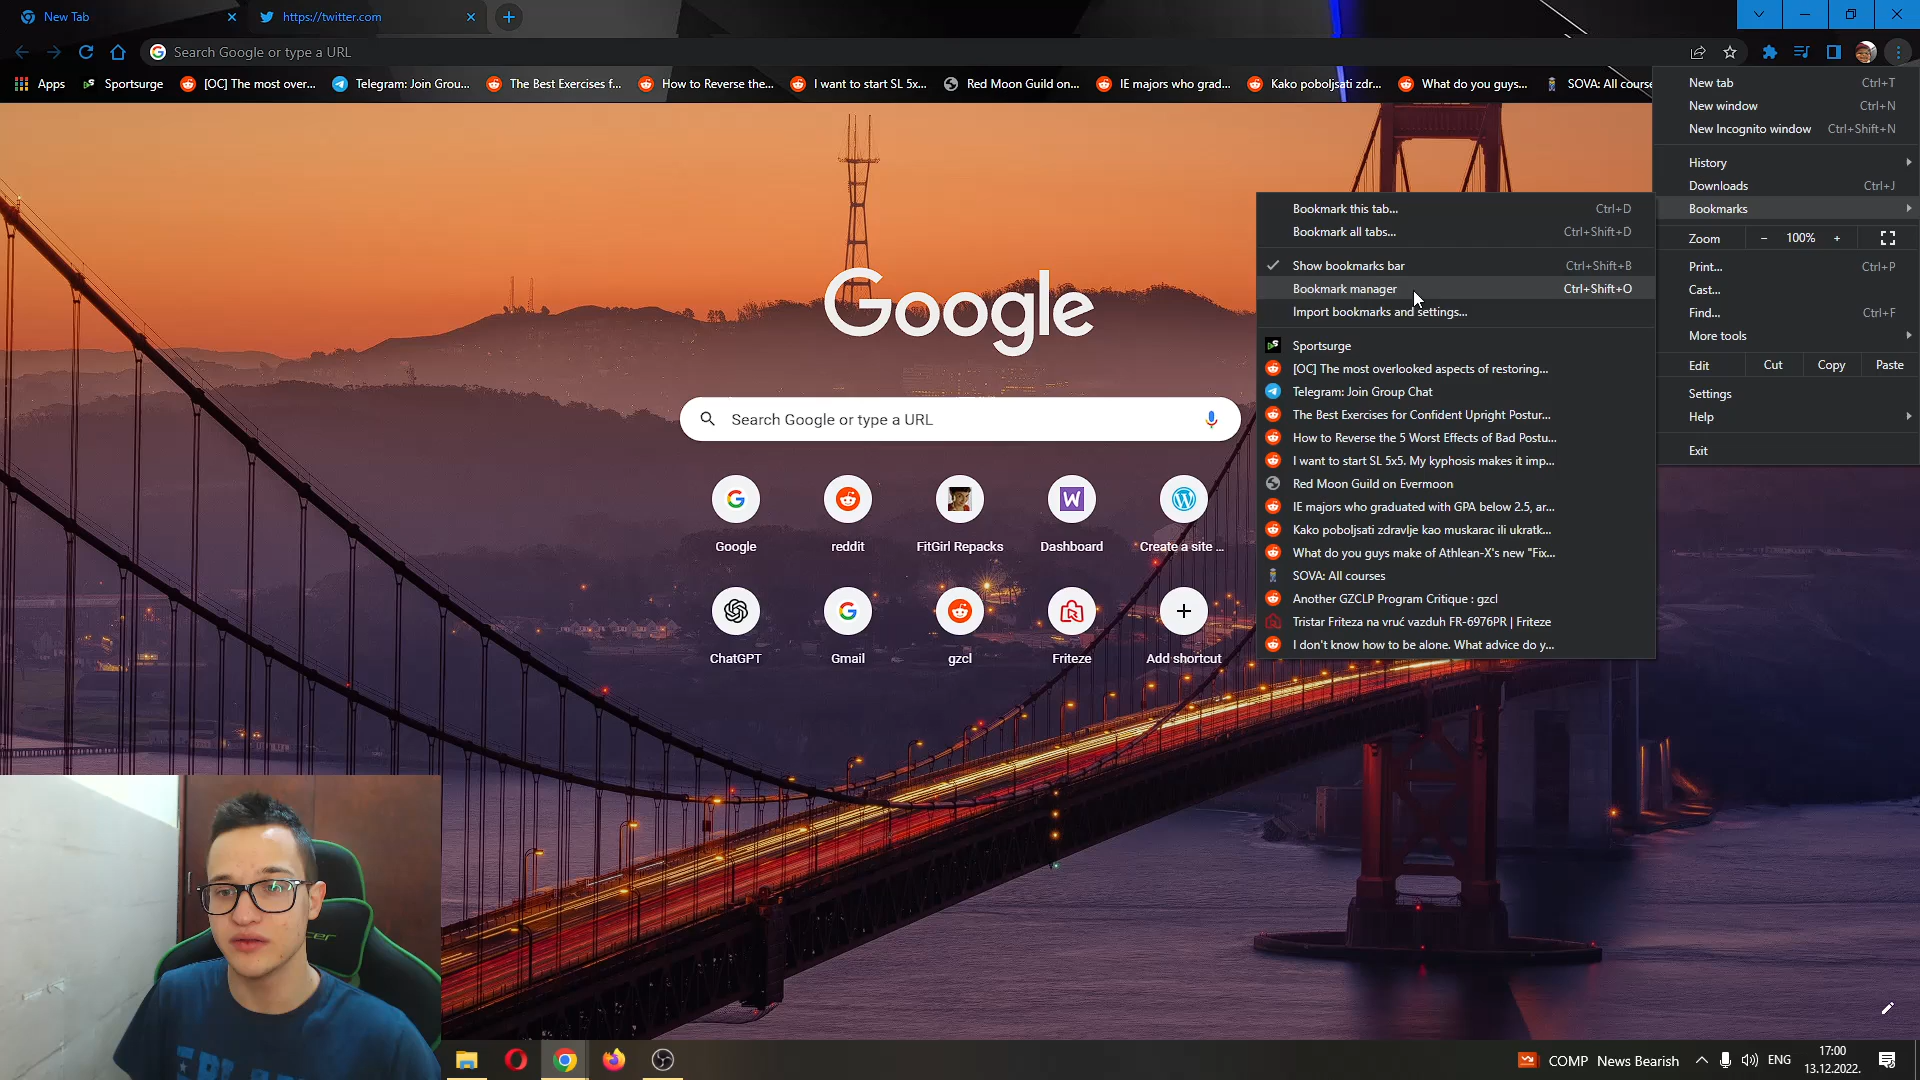 New Tab
https://twitter.com
Search Google or type a URL
Apps
Sportsurge
[OC] The most over...
Telegram: Join Grou...
The Best Exercises f...
How to Reverse the...
I want to start SL 5x...
Red Moon Guild on...
IE majors who grad...
Kako poboljsati zdr...
What do you guys...
SOVA: All course
New tab Ctrl+T
New window Ctrl+N
New Incognito window Ctrl+Shift+N
History
Downloads Ctrl+J
Bookmarks
Zoom - 100% +
Print... Ctrl+P
Cast...
Find... Ctrl+F
More tools
Edit Cut Copy Paste
Settings
Help
Exit
Bookmark this tab... Ctrl+D
Bookmark all tabs... Ctrl+Shift+D
Show bookmarks bar Ctrl+Shift+B
Bookmark manager Ctrl+Shift+O
Import bookmarks and settings...
Sportsurge
[OC] The most overlooked aspects of restoring...
Telegram: Join Group Chat
The Best Exercises for Confident Upright Postur...
How to Reverse the 5 Worst Effects of Bad Postu...
I want to start SL 5x5. My kyphosis makes it imp...
Red Moon Guild on Evermoon
IE majors who graduated with GPA below 2.5, ar...
Kako poboljsati zdravlje kao muskarac ili ukratk...
What do you guys make of Athlean-X's new "Fix...
SOVA: All courses
Another GZCLP Program Critique : gzcl
Tristar Friteza na vruć vazduh FR-6976PR | Friteze
I don't know how to be alone. What advice do y...
Google
Search Google or type a URL
Google
reddit
FitGirl Repacks
Dashboard
Create a site ...
ChatGPT
Gmail
gzcl
Friteze
Add shortcut
COMP News Bearish
ENG
17:00
13.12.2022.